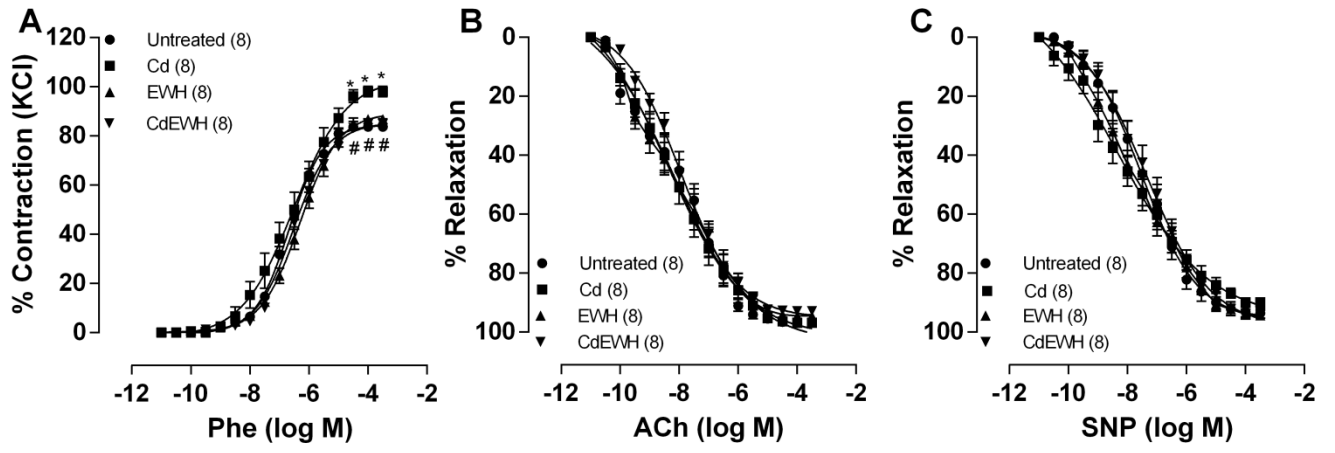 A
% Contraction (KCl)
120
100
80
60
40
20
0
Untreated (8)
Cd (8)
EWH (8)
CdEWH (8)
* * *
# # #
-12 -10 -8 -6 -4 -2
Phe (log M)
B
% Relaxation
0
20
40
60
80
100
Untreated (8)
Cd (8)
EWH (8)
CdEWH (8)
-12 -10 -8 -6 -4 -2
ACh (log M)
C
% Relaxation
0
20
40
60
80
100
Untreated (8)
Cd (8)
EWH (8)
CdEWH (8)
-12 -10 -8 -6 -4 -2
SNP (log M)